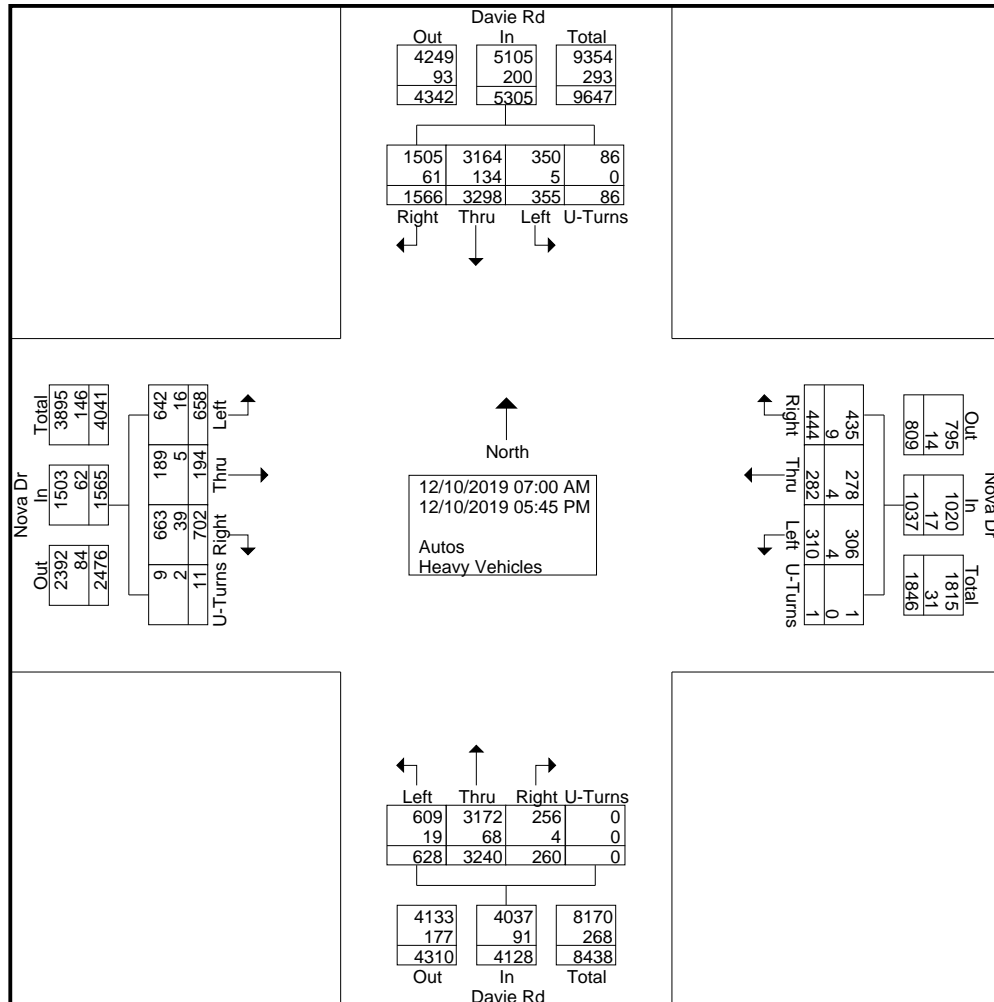 Davie Rd
Out In Total
4249 5105 9354
93 200 293
4342 5305 9647
1505 3164 350 86
61 134 5 0
1566 3298 355 86
Right Thru Left U-Turns
Nova Dr
Total In Out
3895 1503 2392
146 62 84
4041 1565 2476
642 189 663 9
16 5 39 2
658 194 702 11
Left Thru Right U-Turns
North
12/10/2019 07:00 AM
12/10/2019 05:45 PM
Autos
Heavy Vehicles
Right Thru Left U-Turns
444 282 310 1
9 4 4 0
435 278 306 1
Out In Total
795 1020 1815
14 17 31
809 1037 1846
Nova Dr
Left Thru Right U-Turns
609 3172 256 0
19 68 4 0
628 3240 260 0
4133 4037 8170
177 91 268
4310 4128 8438
Out In Total
Davie Rd